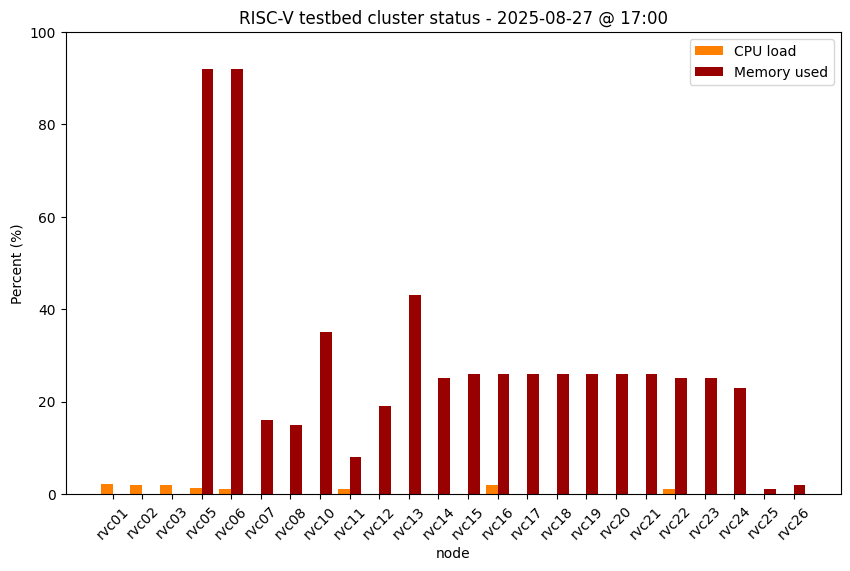 RISC-V testbed cluster status - 2025-08-27 @ 17:00
CPU load
Memory used
Percent (%)
100
80
60
40
20
0
rvc01
rvc02
rvc03
rvc05
rvc06
rvc07
rvc08
rvc10
rvc11
rvc12
rvc13
rvc14
rvc15
rvc16
rvc17
rvc18
rvc19
rvc20
rvc21
rvc22
rvc23
rvc24
rvc25
rvc26
node